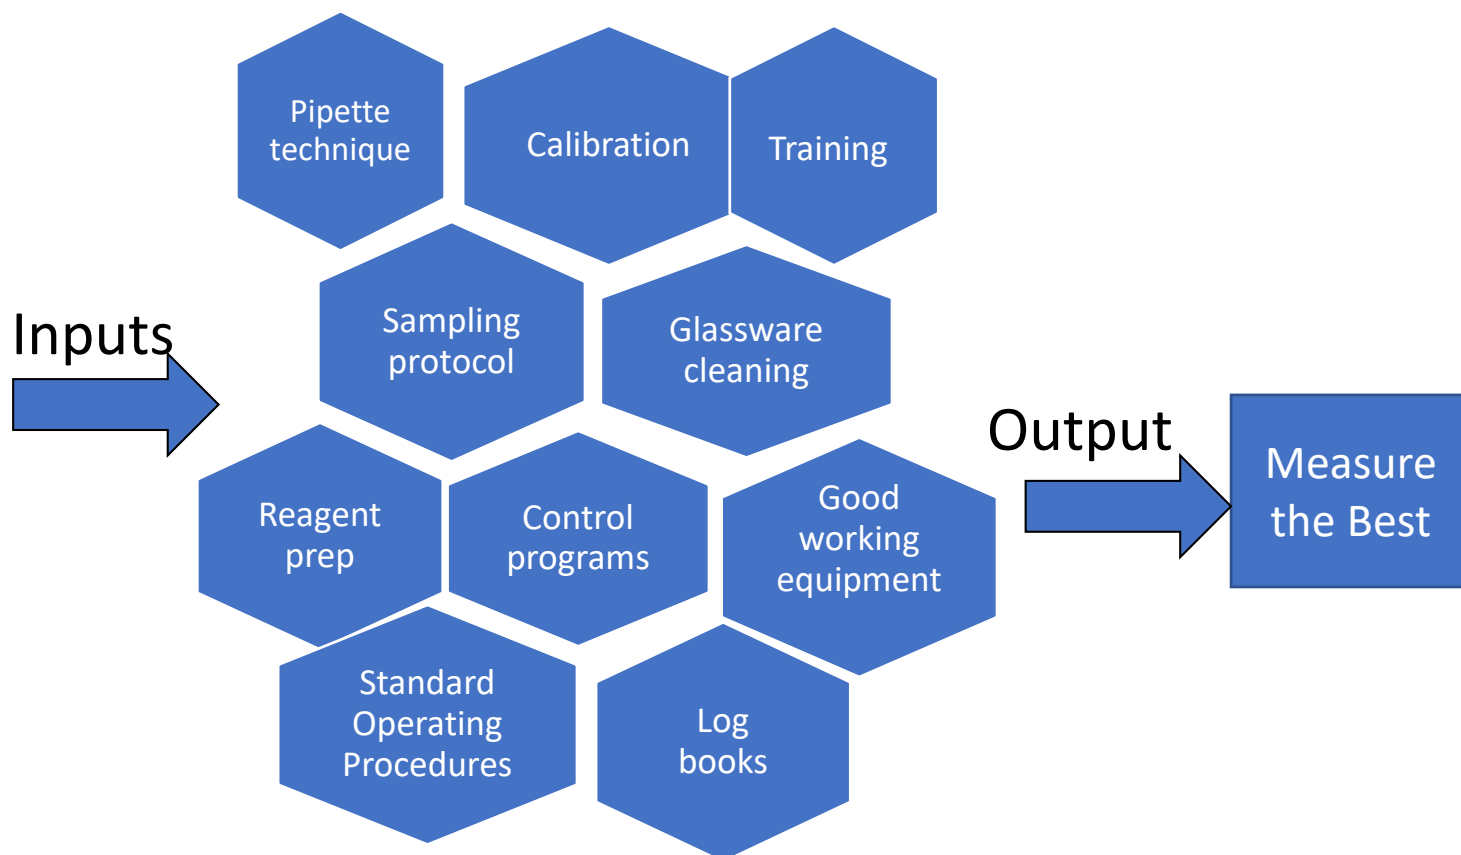 Pipette
technique
Calibration
Training
Inputs
Sampling
protocol
Glassware
cleaning
Reagent
prep
Control
programs
Good
working
equipment
Output
Measure
the Best
Standard
Operating
Procedures
Log
books